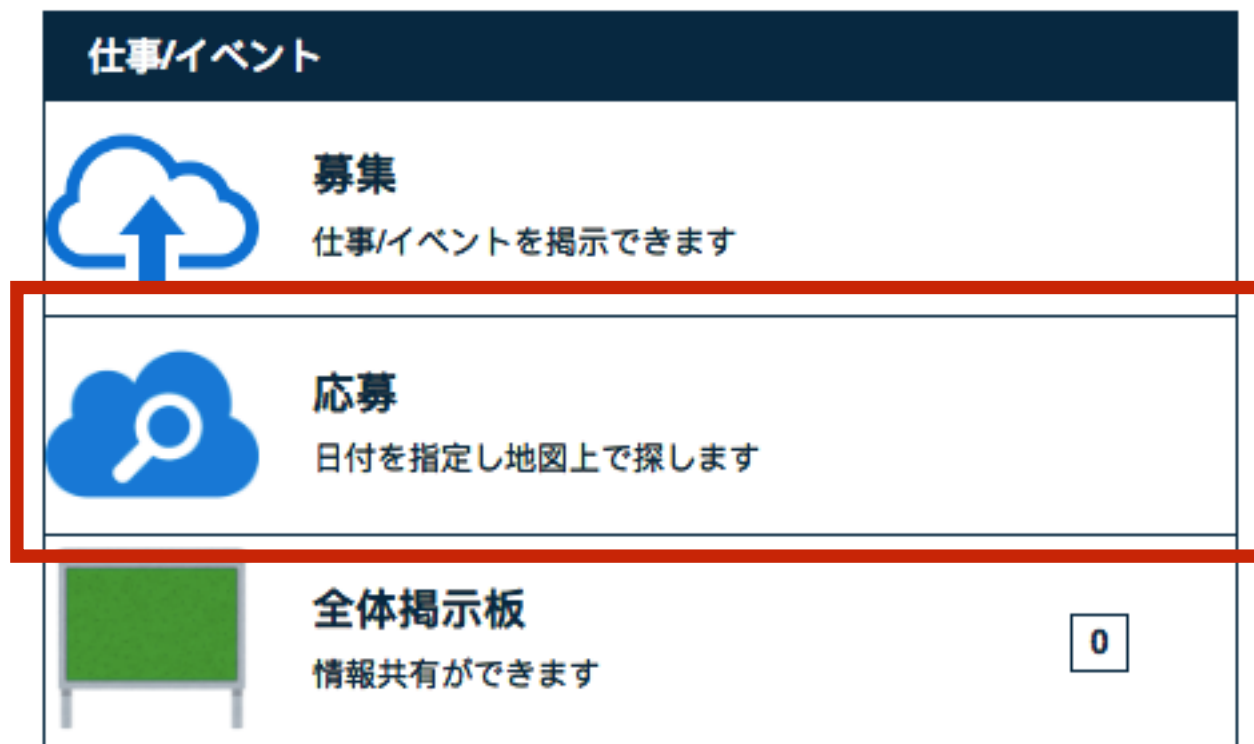 仕事/イベント
募集
仕事/イベントを掲示できます
応募
日付を指定し地図上で探します
全体掲示板
0
情報共有ができます